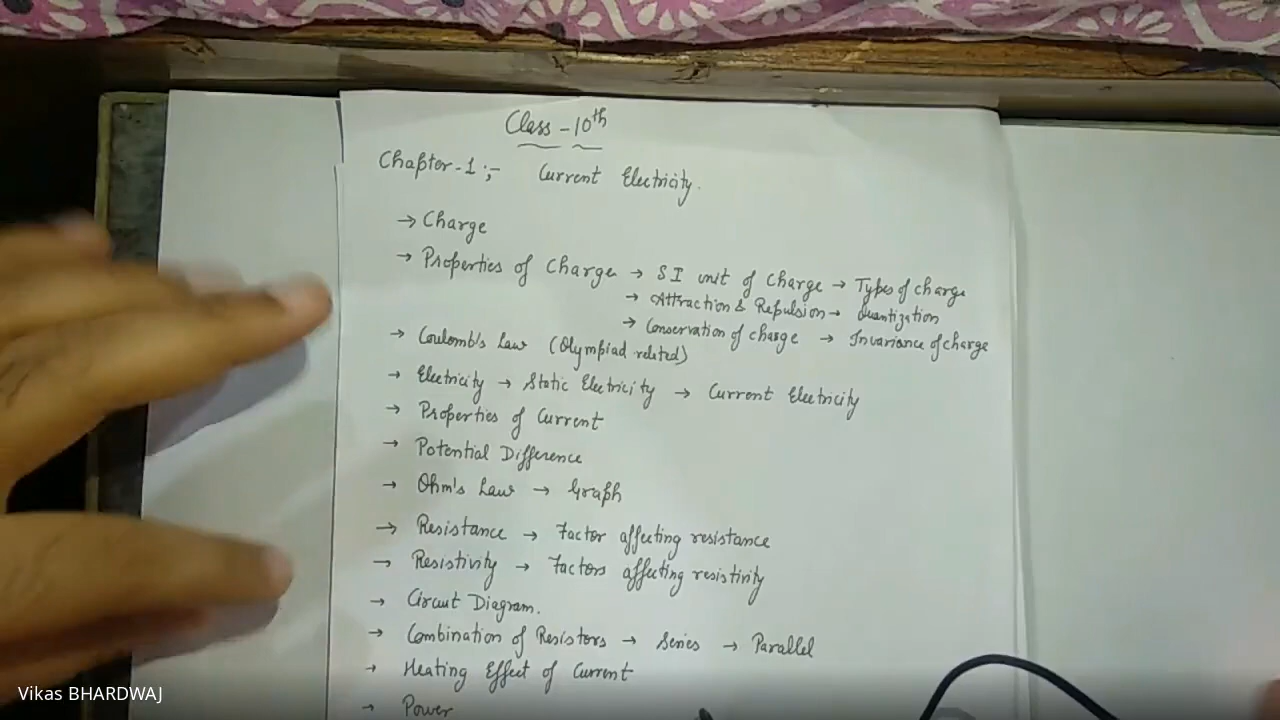 Class - 10th
Chapter-1 :- Current Electricity.
→ Charge
→ Properties of Charge → SI unit of Charge → Types of charge
→ Attraction & Repulsion → Quantization
→ Conservation of charge → Invariance of charge
→ Coulomb's Law (Olympiad related)
→ Electricity → Static Electricity → Current Electricity
→ Properties of Current
→ Potential Difference
→ Ohm's Law → Graph
→ Resistance → Factor affecting resistance
→ Resistivity → Factors affecting resistivity
→ Circuit Diagram.
→ Combination of Resistors → Series → Parallel
→ Heating Effect of Current
→ Power
Vikas BHARDWAJ